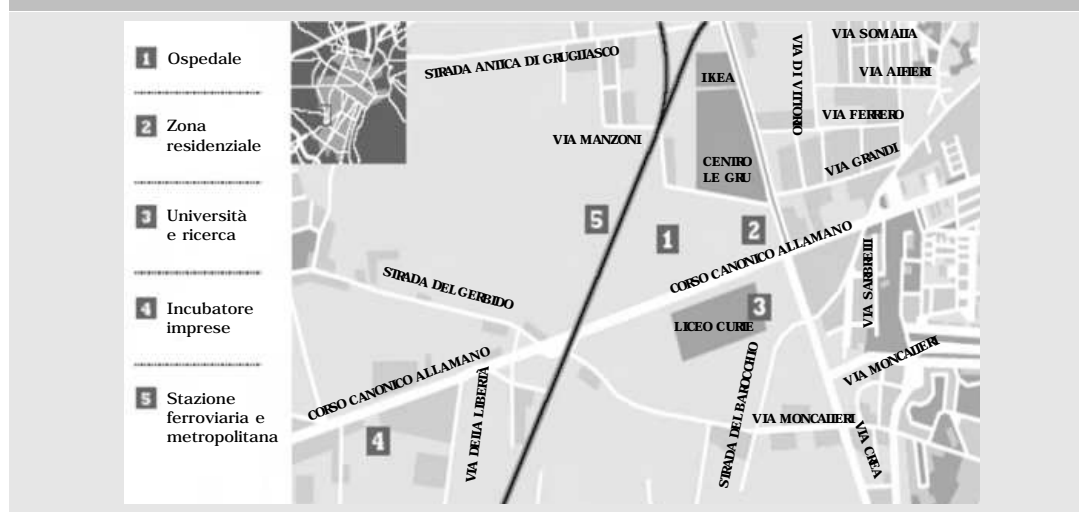 1 Ospedale
2 Zona
residenziale
3 Università
e ricerca
4 Incubatore
imprese
5 Stazione
ferroviaria e
metropolitana
STRADA ANTICA DI GRUGLIASCO
IKEA
VIA DI VITTORIO
VIA SOMALIA
VIA ALFIERI
VIA FERRERO
VIA MANZONI
CENTRO
LE GRU
VIA GRANDI
5
1
2
CORSO CANONICO ALLAMANO
STRADA DEL GERBIDO
3
LICEO CURIE
VIA MONCALIERI
CORSO CANONICO ALLAMANO
4
VIA DELLA LIBERTÀ
STRADA DEL BAROCCHIO
VIA MONCALIERI
VIA CREA